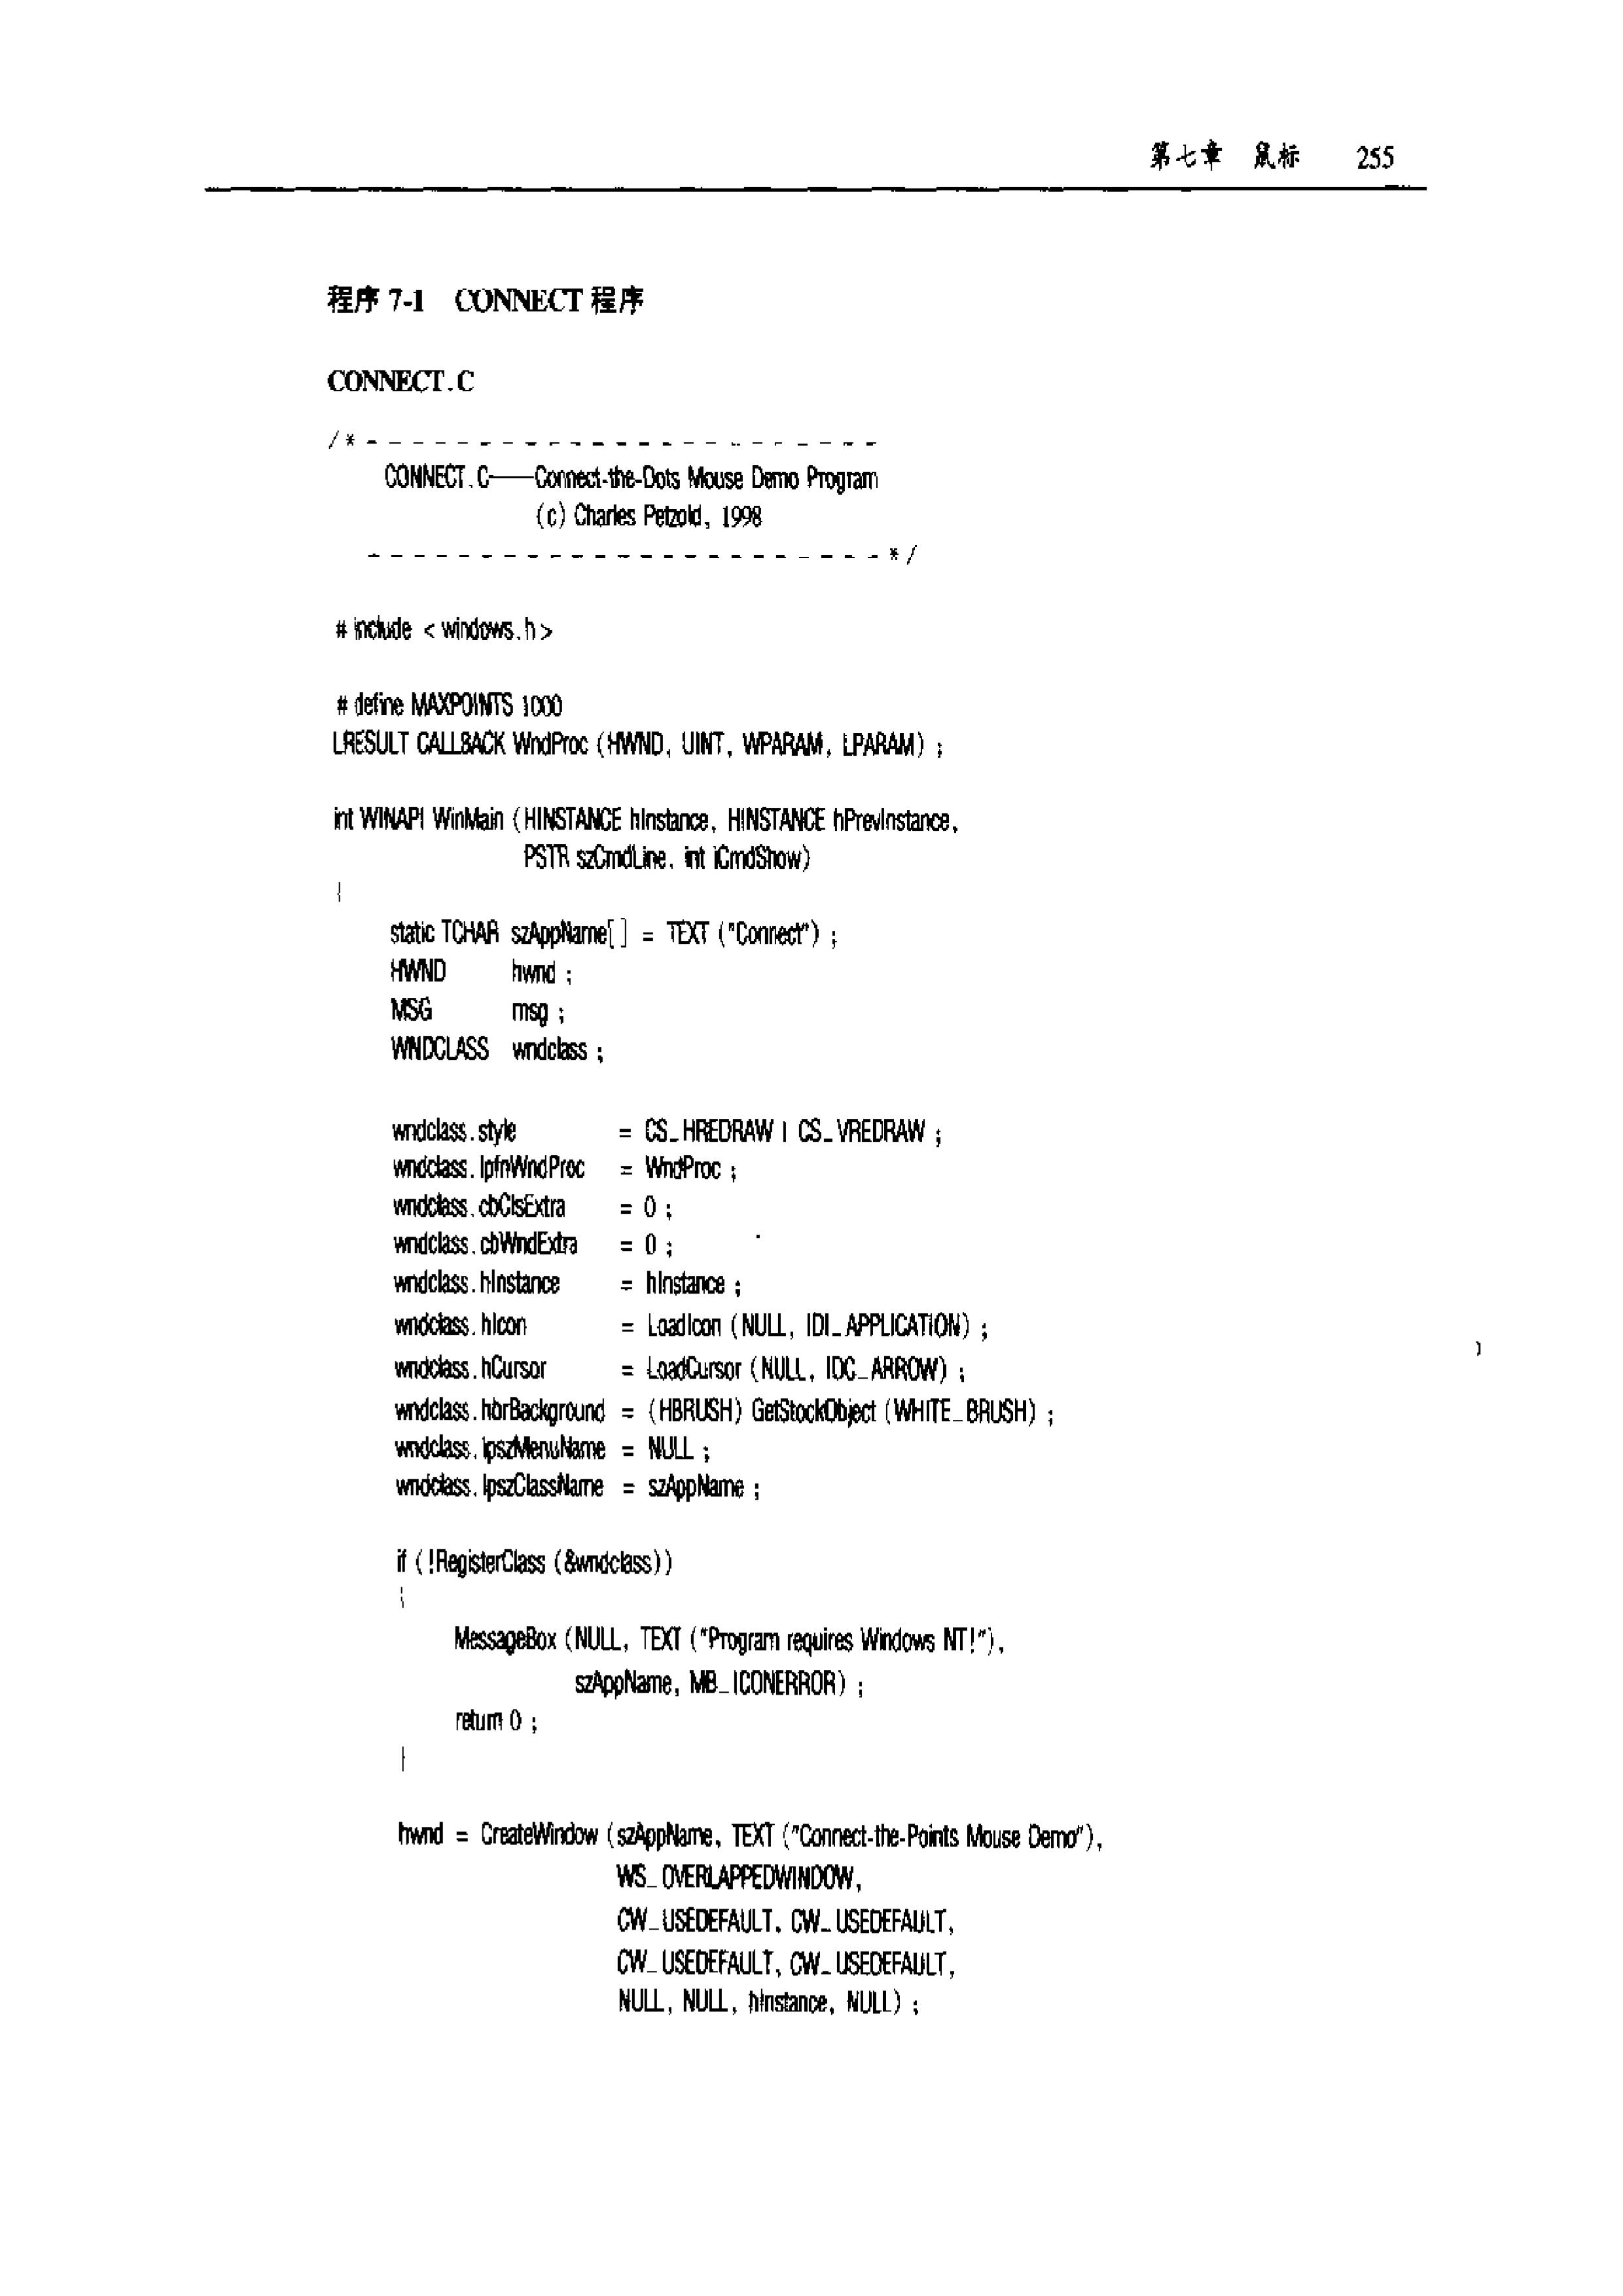 第七章 鼠标 255
程序 7-1 CONNECT 程序
CONNECT.C
/*- - - - - - - - - - - - - - - - - - - - - - -
CONNECT.C——Connect-the-Dots Mouse Demo Program
(c) Charles Petzold, 1998
- - - - - - - - - - - - - - - - - - - - - - -*/
# include < windows.h >
# define MAXPOINTS 1000
LRESULT CALLBACK WndProc (HWND, UINT, WPARAM, LPARAM) ;
int WINAPI WinMain (HINSTANCE hInstance, HINSTANCE hPrevInstance,
PSTR szCmdLine, int iCmdShow)
{
static TCHAR szAppName[] = TEXT ("Connect") ;
HWND hwnd ;
MSG msg ;
WNDCLASS wndclass ;
wndclass.style = CS_HREDRAW | CS_VREDRAW ;
wndclass.lpfnWndProc = WndProc ;
wndclass.cbClsExtra = 0 ;
wndclass.cbWndExtra = 0 ;
wndclass.hInstance = hInstance ;
wndclass.hIcon = LoadIcon (NULL, IDI_APPLICATION) ;
wndclass.hCursor = LoadCursor (NULL, IDC_ARROW) ;
wndclass.hbrBackground = (HBRUSH) GetStockObject (WHITE_BRUSH) ;
wndclass.lpszMenuName = NULL ;
wndclass.lpszClassName = szAppName ;
if (!RegisterClass (&wndclass))
{
MessageBox (NULL, TEXT ("Program requires Windows NT!"),
szAppName, MB_ICONERROR) ;
return 0 ;
}
hwnd = CreateWindow (szAppName, TEXT ("Connect-the-Points Mouse Demo"),
WS_OVERLAPPEDWINDOW,
CW_USEDEFAULT, CW_USEDEFAULT,
CW_USEDEFAULT, CW_USEDEFAULT,
NULL, NULL, hInstance, NULL) ;